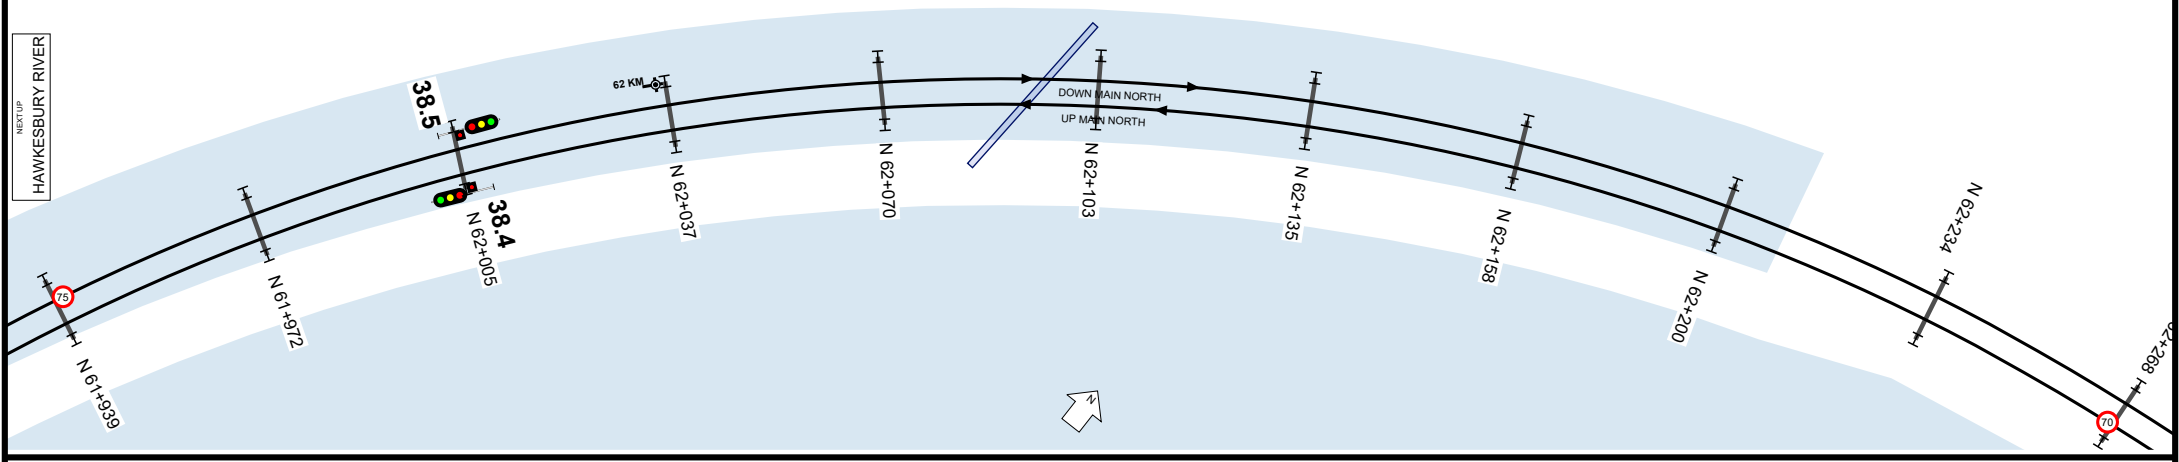 NEXT UP
HAWKESBURY RIVER
75
N 61+939
N 61+972
38.5
38.4
N 62+005
62 KM
N 62+037
N 62+070
DOWN MAIN NORTH
UP MAIN NORTH
N 62+103
N 62+135
N 62+158
N 62+200
N 62+234
2+268
70
N